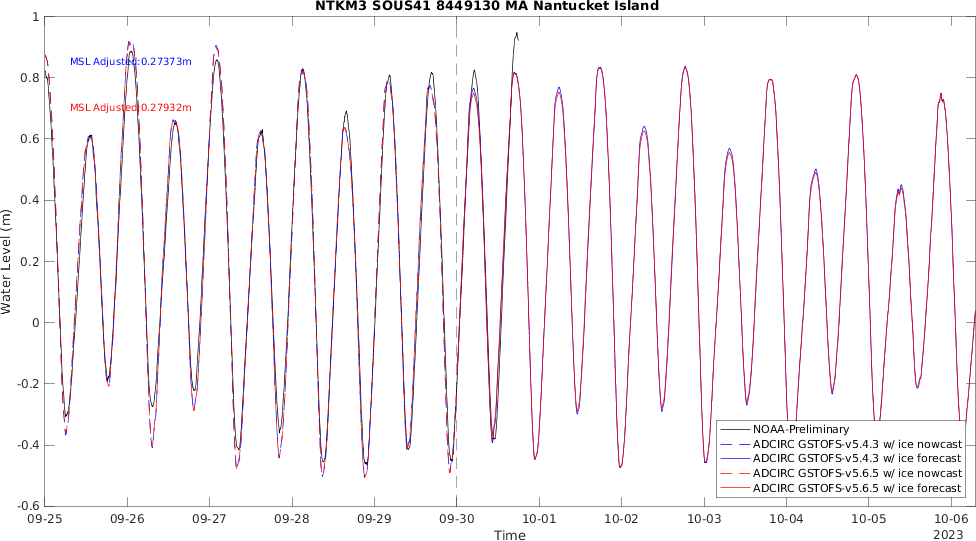 NTKM3 SOUS41 8449130 MA Nantucket Island
1
0.8
0.6
0.4
0.2
0
-0.2
-0.4
-0.6
Water Level (m)
MSL Adjusted:0.27373m
MSL Adjusted:0.27932m
NOAA-Preliminary
ADCIRC GSTOFS-v5.4.3 w/ ice nowcast
ADCIRC GSTOFS-v5.4.3 w/ ice forecast
ADCIRC GSTOFS-v5.6.5 w/ ice nowcast
ADCIRC GSTOFS-v5.6.5 w/ ice forecast
09-25 09-26 09-27 09-28 09-29 09-30 10-01 10-02 10-03 10-04 10-05 10-06
Time
2023